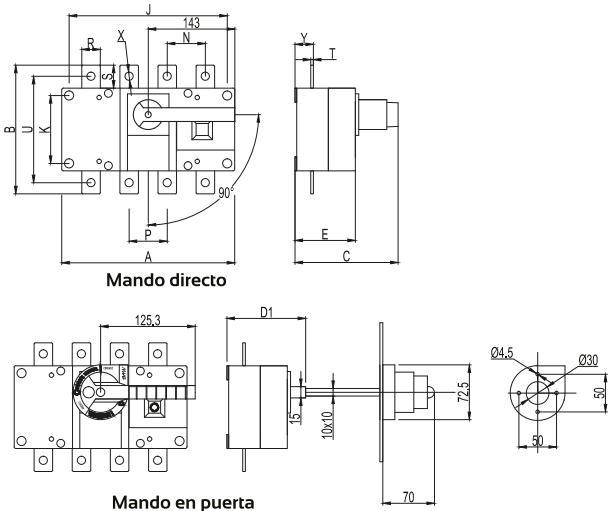 J
143
R
X
N
Y
T
S
B
U
K
90°
P
A
E
C
Mando directo
125,3
D1
Ø4,5
Ø30
15
10x10
72,5
50
50
70
Mando en puerta